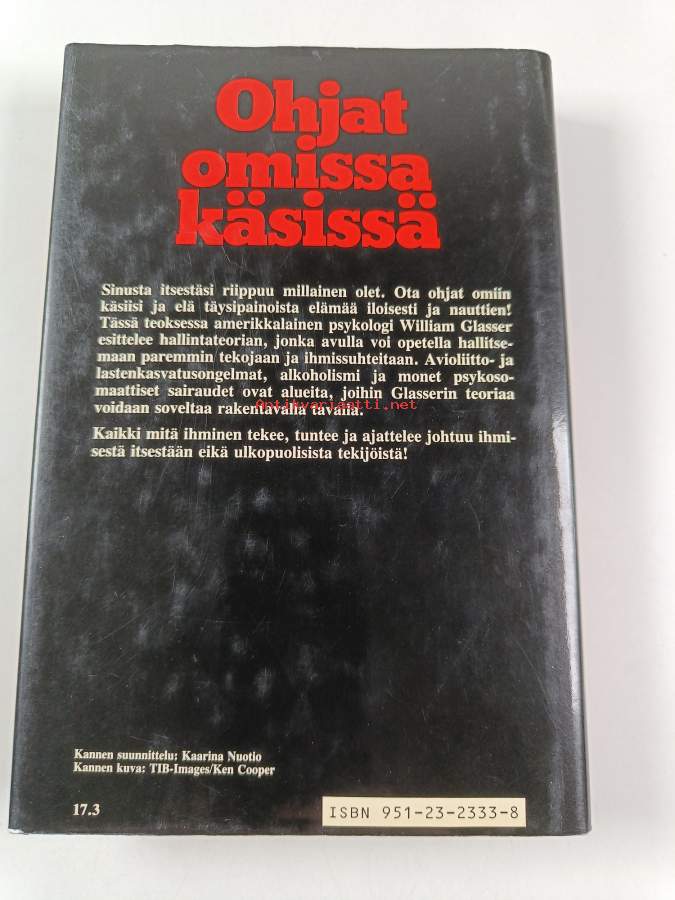 Ohjat
omissa
käsissä
Sinusta itsestäsi riippuu millainen olet. Ota ohjat omiin
käsiisi ja elä täysipainoista elämää iloisesti ja nauttien!
Tässä teoksessa amerikkalainen psykologi William Glasser
esittelee hallintateorian, jonka avulla voi opetella hallitse-
maan paremmin tekojaan ja ihmissuhteitaan. Avioliitto- ja
lastenkasvatusongelmat, alkoholismi ja monet psykoso-
maattiset sairaudet ovat alueita, joihin Glasserin teoriaa
voidaan soveltaa rakentavalla tavalla.
Antikvariaatti.net
Kaikki mitä ihminen tekee, tuntee ja ajattelee johtuu ihmi-
sestä itsestään eikä ulkopuolisista tekijöistä!
Kannen suunnittelu: Kaarina Nuotio
Kannen kuva: TIB-Images/Ken Cooper
17.3
ISBN 951-23-2333-8